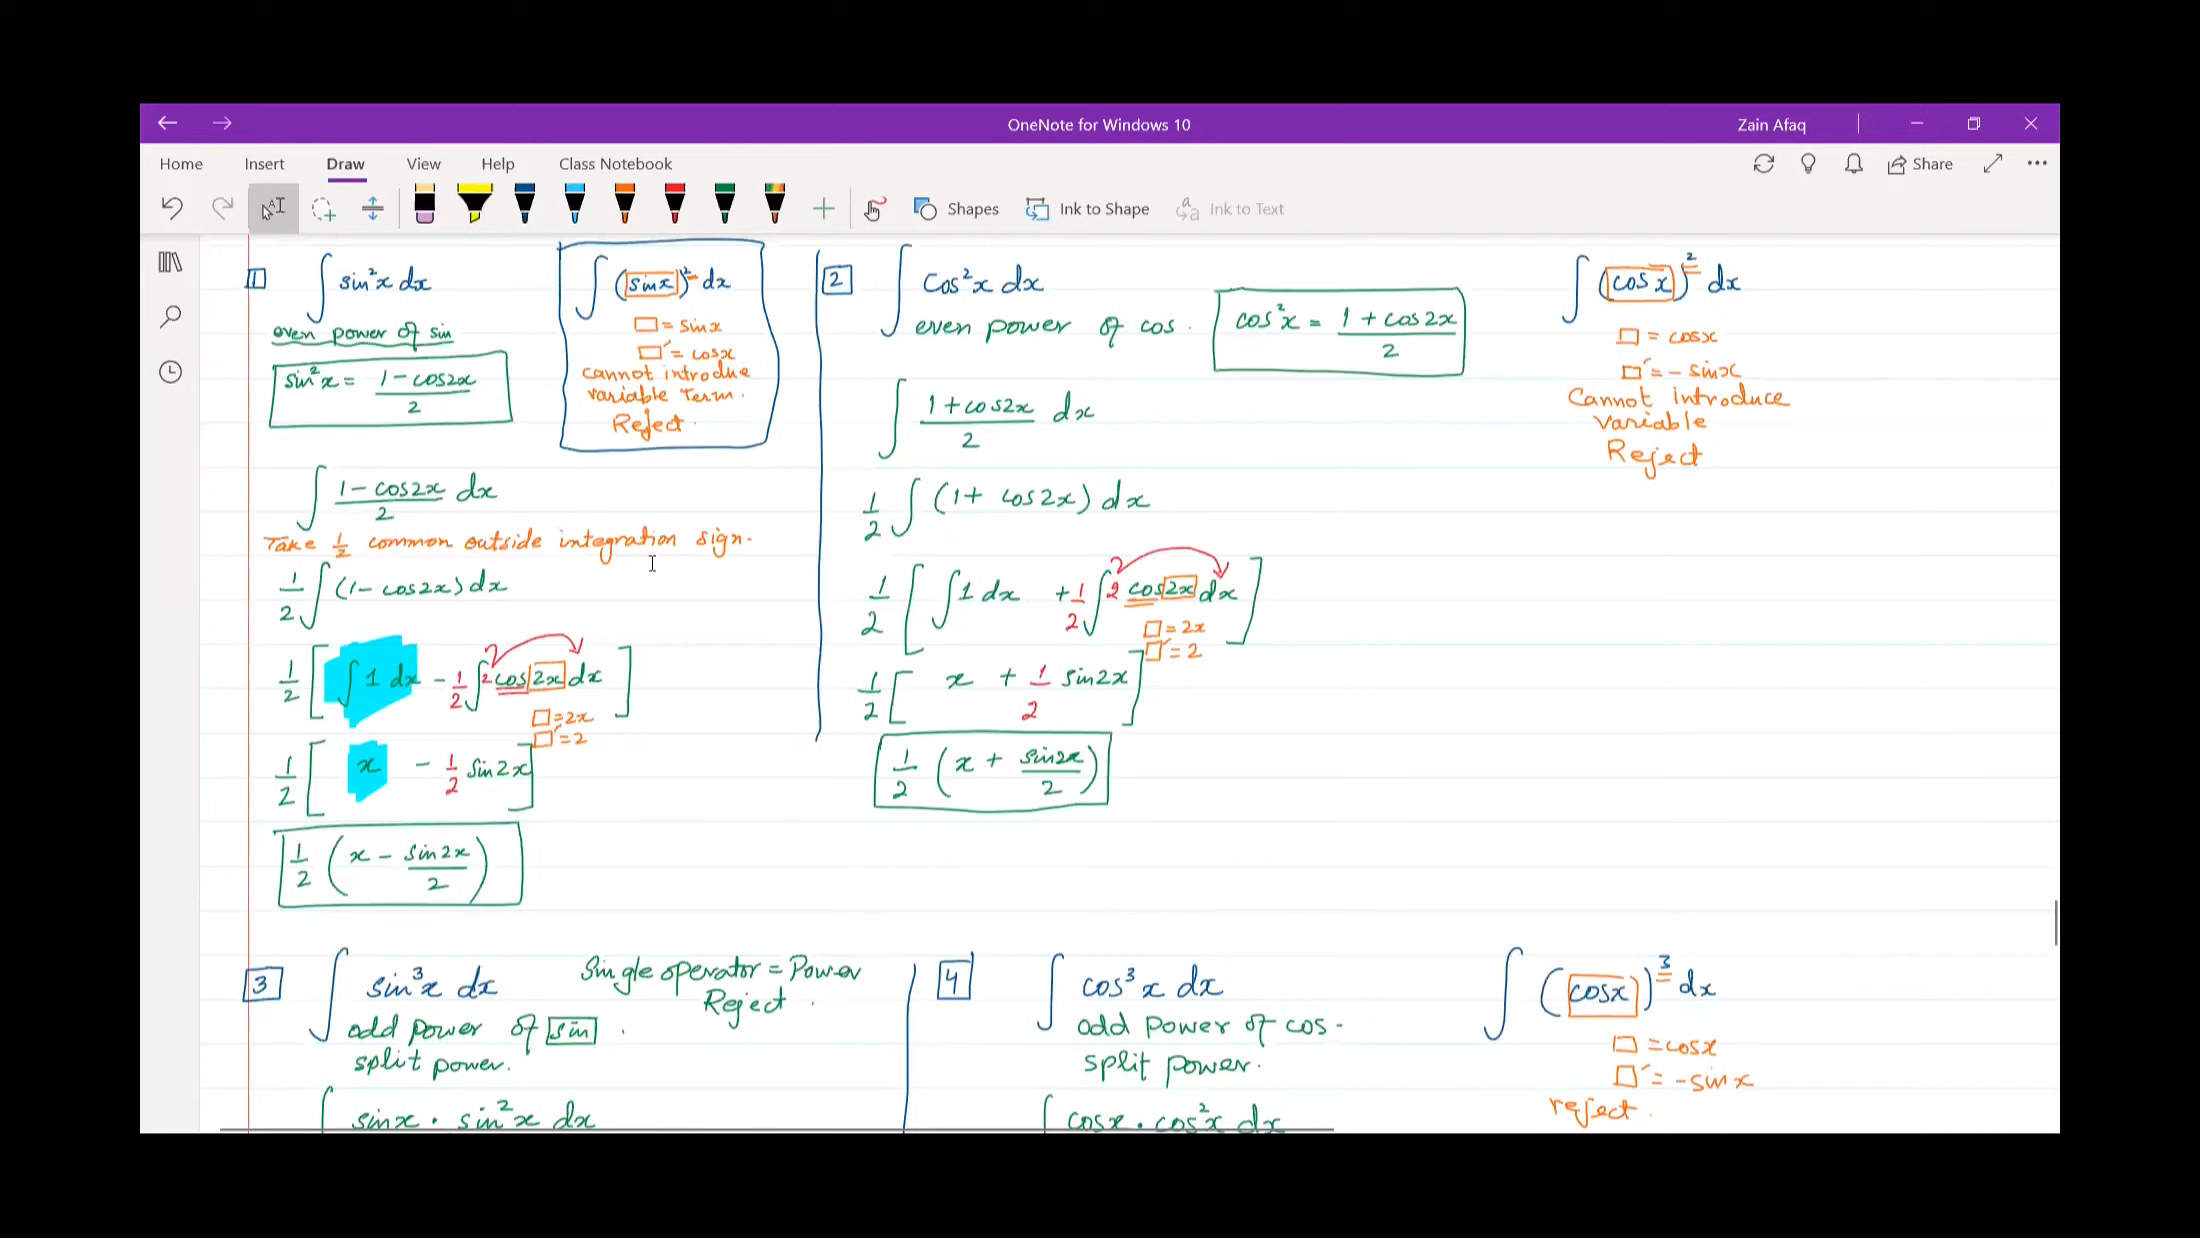 OneNote for Windows 10
Zain Afaq
Home Insert Draw View Help Class Notebook
Share
Shapes Ink to Shape Ink to Text
1 ∫ sin²x dx
even power of sin
sin²x = (1 - cos2x)/2
∫ (sinx)² dx
□ = sinx
□′ = cosx
cannot introduce
variable term.
Reject.
∫ (1 - cos2x)/2 dx
Take 1/2 common outside integration sign.
1/2 ∫ (1 - cos2x) dx
1/2 [ ∫ 1 dx - 1/2 ∫ 2 cos 2x dx ]
2
□ = 2x
□′ = 2
1/2 [ x - 1/2 sin2x ]
1/2 ( x - sin2x/2 )
2 ∫ cos²x dx
even power of cos.
cos²x = (1 + cos2x)/2
∫ (1 + cos2x)/2 dx
1/2 ∫ (1 + cos2x) dx
1/2 [ ∫ 1 dx + 1/2 ∫ 2 cos 2x dx ]
2
□ = 2x
□′ = 2
1/2 [ x + 1/2 sin2x ]
1/2 ( x + sin2x/2 )
∫ (cosx)² dx
□ = cosx
□′ = - sinx
Cannot introduce
variable
Reject
3 ∫ sin³x dx
odd power of sin.
split power.
Single operator = Power
Reject.
∫ sinx · sin²x dx
4 ∫ cos³x dx
odd power of cos.
split power.
∫ cosx · cos²x dx
∫ (cosx)³ dx
□ = cosx
□′ = -sinx
reject.